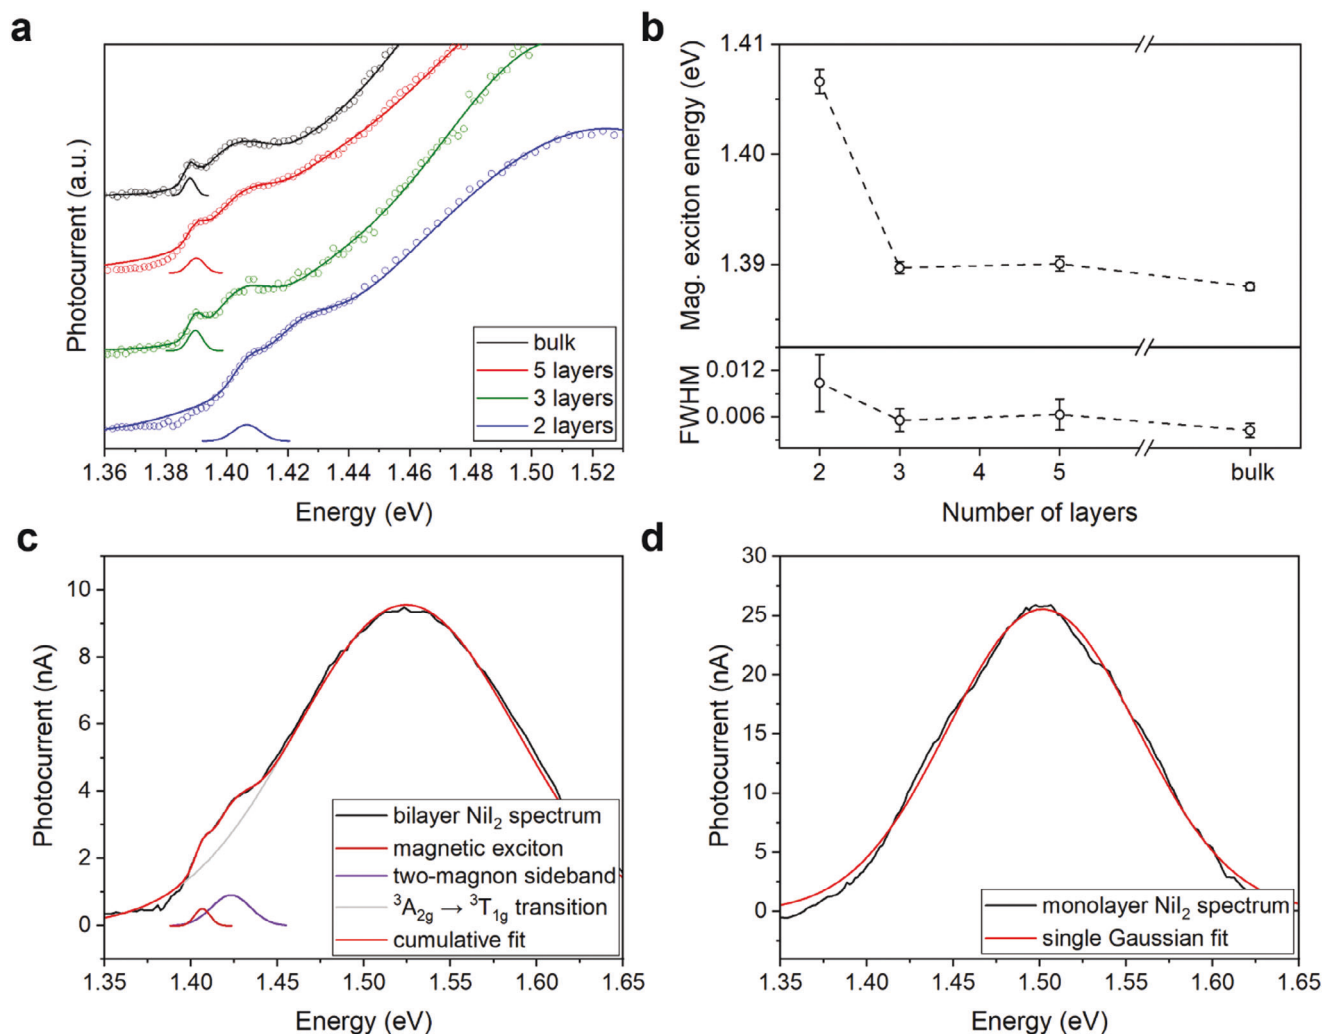 a
Photocurrent (a.u.)
bulk
5 layers
3 layers
2 layers
1.36 1.38 1.40 1.42 1.44 1.46 1.48 1.50 1.52
Energy (eV)
b
Mag. exciton energy (eV)
1.41
1.40
1.39
FWHM
0.012
0.006
2 3 4 5 bulk
Number of layers
c
Photocurrent (nA)
10
8
6
4
2
0
bilayer NiI₂ spectrum
magnetic exciton
two-magnon sideband
³A₂g → ³T₁g transition
cumulative fit
1.35 1.40 1.45 1.50 1.55 1.60 1.65
Energy (eV)
d
Photocurrent (nA)
30
25
20
15
10
5
0
monolayer NiI₂ spectrum
single Gaussian fit
1.35 1.40 1.45 1.50 1.55 1.60 1.65
Energy (eV)